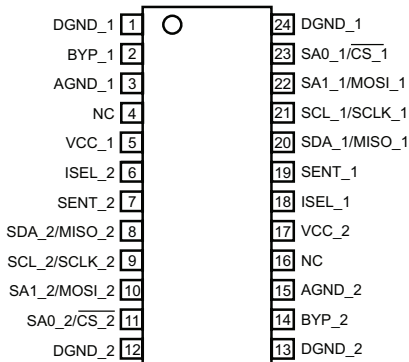 DGND_1 1 24 DGND_1
BYP_1 2 23 SA0_1/CS_1
AGND_1 3 22 SA1_1/MOSI_1
NC 4 21 SCL_1/SCLK_1
VCC_1 5 20 SDA_1/MISO_1
ISEL_2 6 19 SENT_1
SENT_2 7 18 ISEL_1
SDA_2/MISO_2 8 17 VCC_2
SCL_2/SCLK_2 9 16 NC
SA1_2/MOSI_2 10 15 AGND_2
SA0_2/CS_2 11 14 BYP_2
DGND_2 12 13 DGND_2